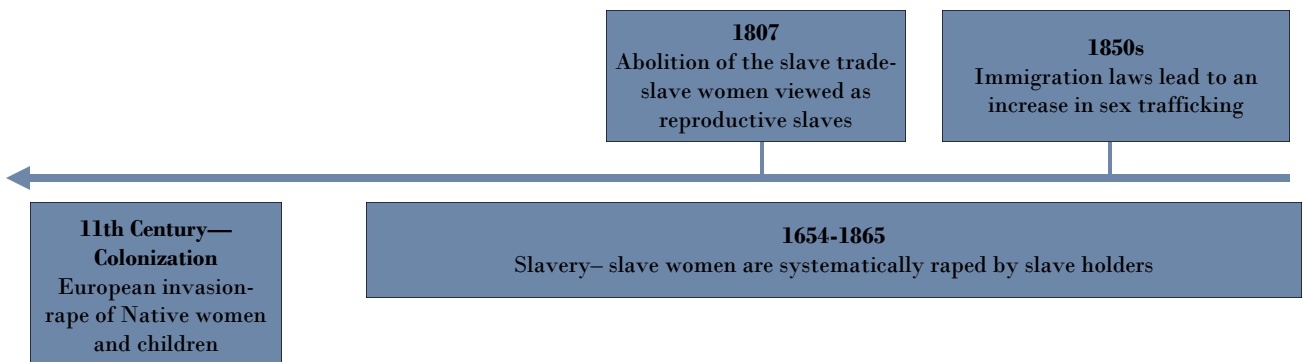 1807
Abolition of the slave trade-
slave women viewed as
reproductive slaves
1850s
Immigration laws lead to an
increase in sex trafficking
11th Century—
Colonization
European invasion-
rape of Native women
and children
1654-1865
Slavery– slave women are systematically raped by slave holders